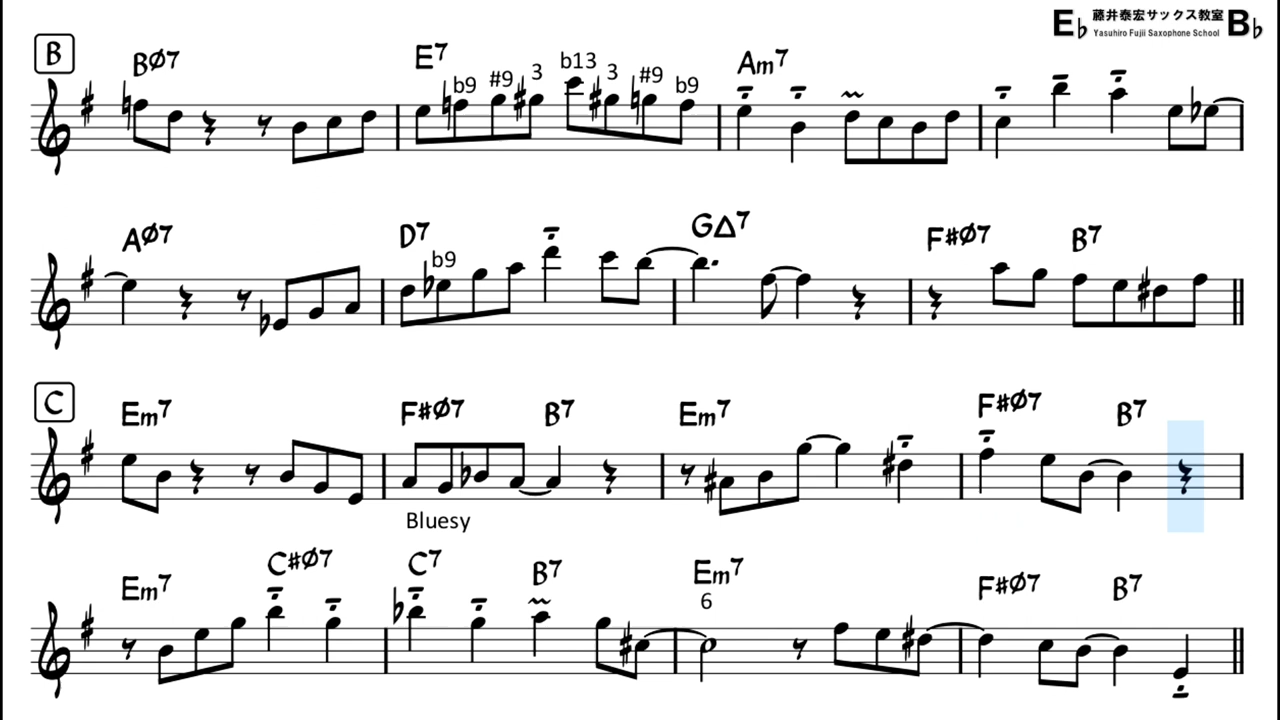 E♭ 藤井泰宏サックス教室 B♭
Yasuhiro Fujii Saxophone School
B
BØ7 E7 Am7
b9 #9 3 b13 3 #9 b9
AØ7 D7 GΔ7 F#Ø7 B7
b9
C
Em7 F#Ø7 B7 Em7 F#Ø7 B7
Bluesy
Em7 C#Ø7 C7 B7 Em7 F#Ø7 B7
6